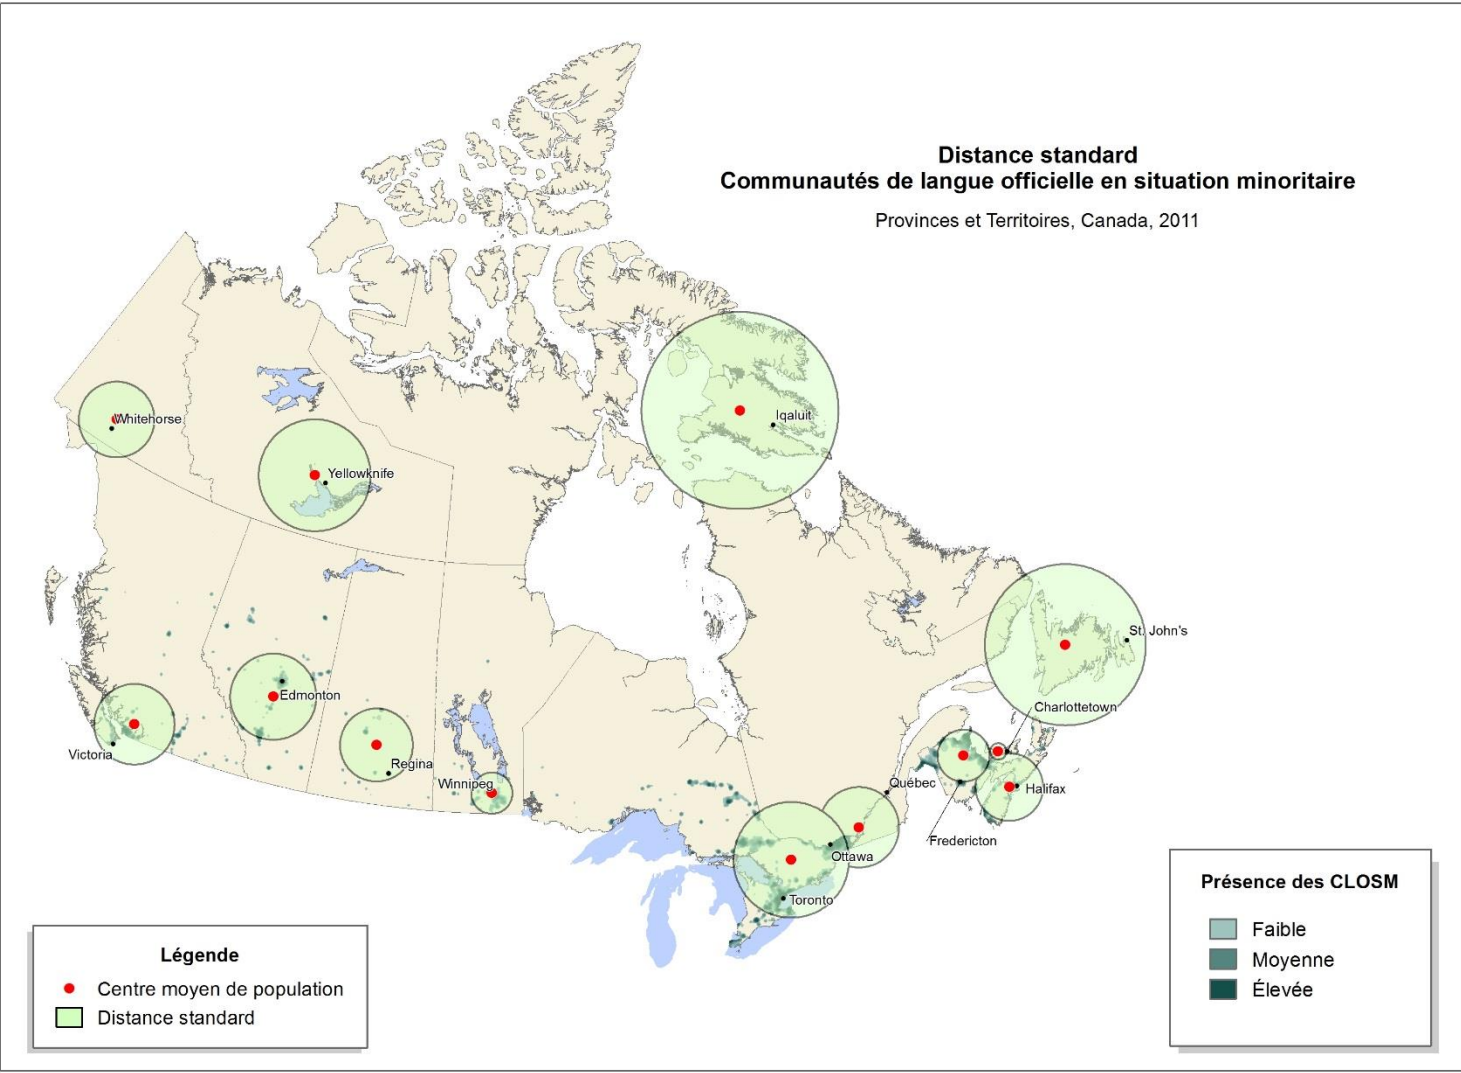 Distance standard
Communautés de langue officielle en situation minoritaire
Provinces et Territoires, Canada, 2011
Whitehorse
Yellowknife
Iqaluit
St. John's
Edmonton
Charlottetown
Victoria
Regina
Winnipeg
Québec
Halifax
Fredericton
Ottawa
Toronto
Présence des CLOSM
Faible
Moyenne
Élevée
Légende
Centre moyen de population
Distance standard